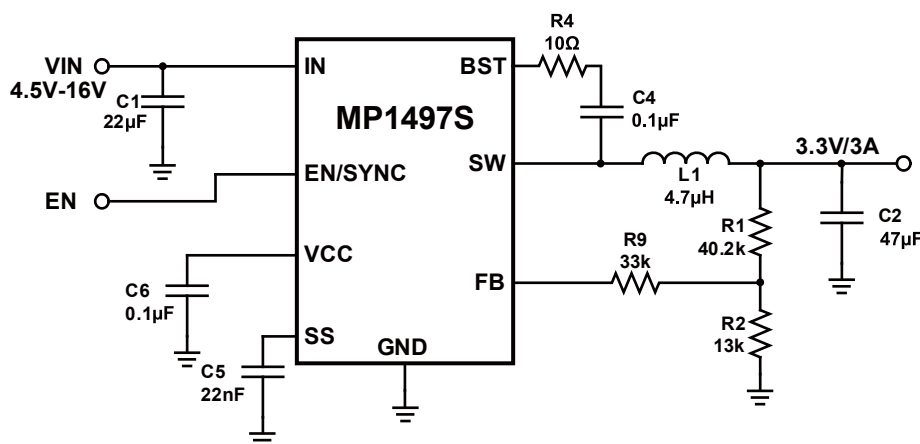 VIN
4.5V-16V
C1
22µF
EN
C6
0.1µF
C5
22nF
IN
MP1497S
EN/SYNC
VCC
SS
GND
BST
SW
FB
R4
10Ω
C4
0.1µF
L1
4.7µH
3.3V/3A
R1
40.2k
C2
47µF
R9
33k
R2
13k